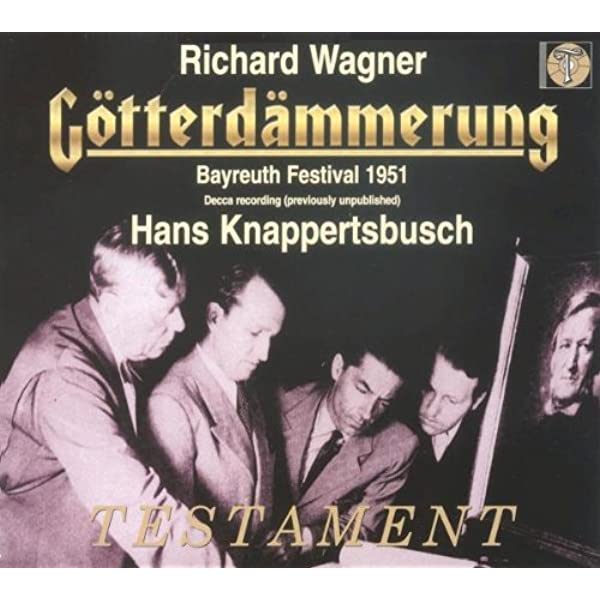 Richard Wagner
Götterdämmerung
Bayreuth Festival 1951
Decca recording (previously unpublished)
Hans Knappertsbusch
TESTAMENT